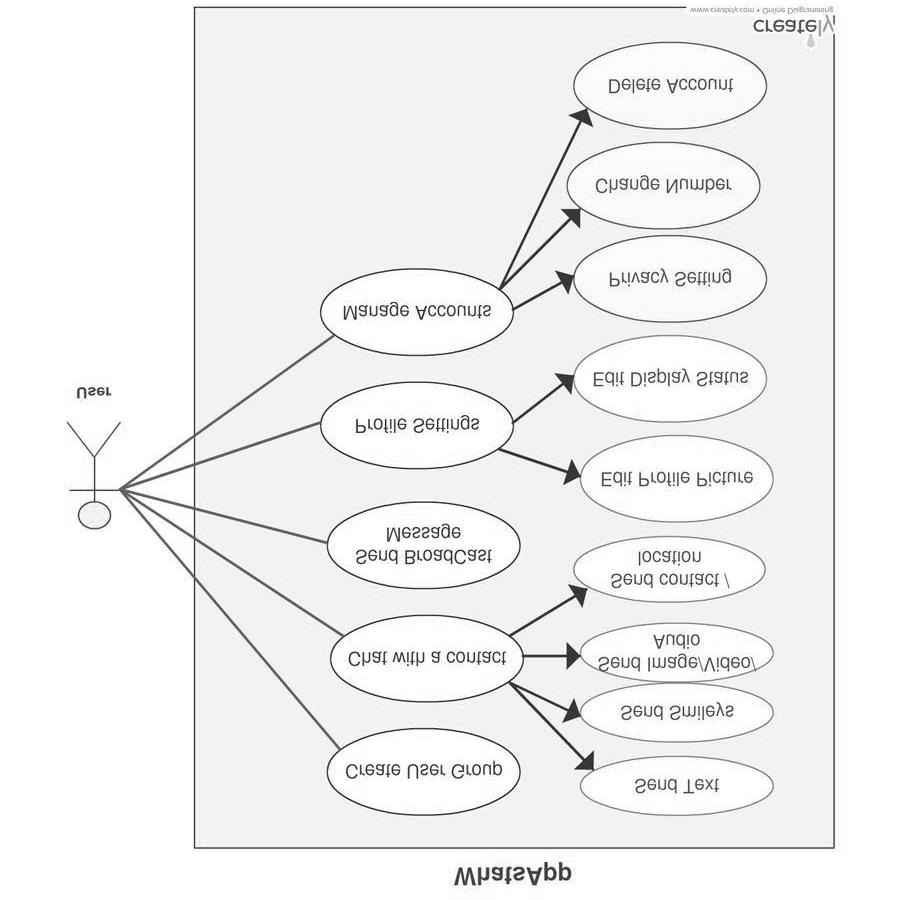 WhatsApp
Create User Group
Chat with a contact
Send BroadCast
Message
Profile Settings
Manage Accounts
User
Send Text
Send Smileys
Send Image/Video/
Audio
Send contact /
location
Edit Profile Picture
Edit Display Status
Privacy Setting
Change Number
Delete Account
creately
www.creately.com • Online Diagramming